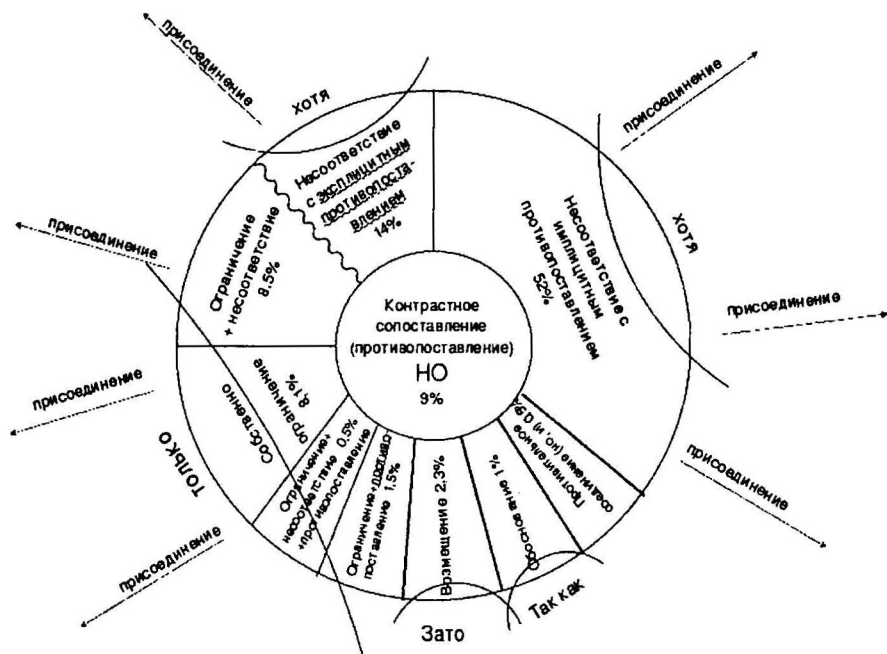 присоединение
присоединение
хотя
Несоответствие
с эксплицитным
противопоста-
влением
14%
присоединение
Ограничение
+ несоответствие
8.5%
Несоответствие с
имплицитным
противопоставлением
52%
хотя
присоединение
Контрастное
сопоставление
(противопоставление)
НО
9%
присоединение
Собственно
ограничение
8,1%
ТОЛЬКО
Ограничение+
несоответствие 0.5%
+противопоставление
Ограничение+противо-
поставление 1,5%
Возмещение 2,3%
Обоснование 1%
Противительное
соединение (но, и)
присоединение
присоединение
Зато
Так как